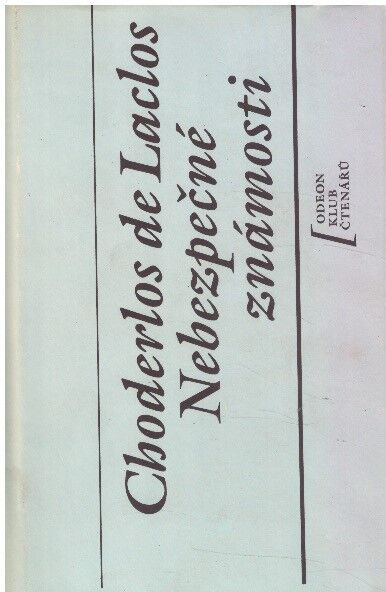 Choderlos de Laclos
Nebezpečné
známosti
ODEON
KLUB
ČTENÁŘŮ